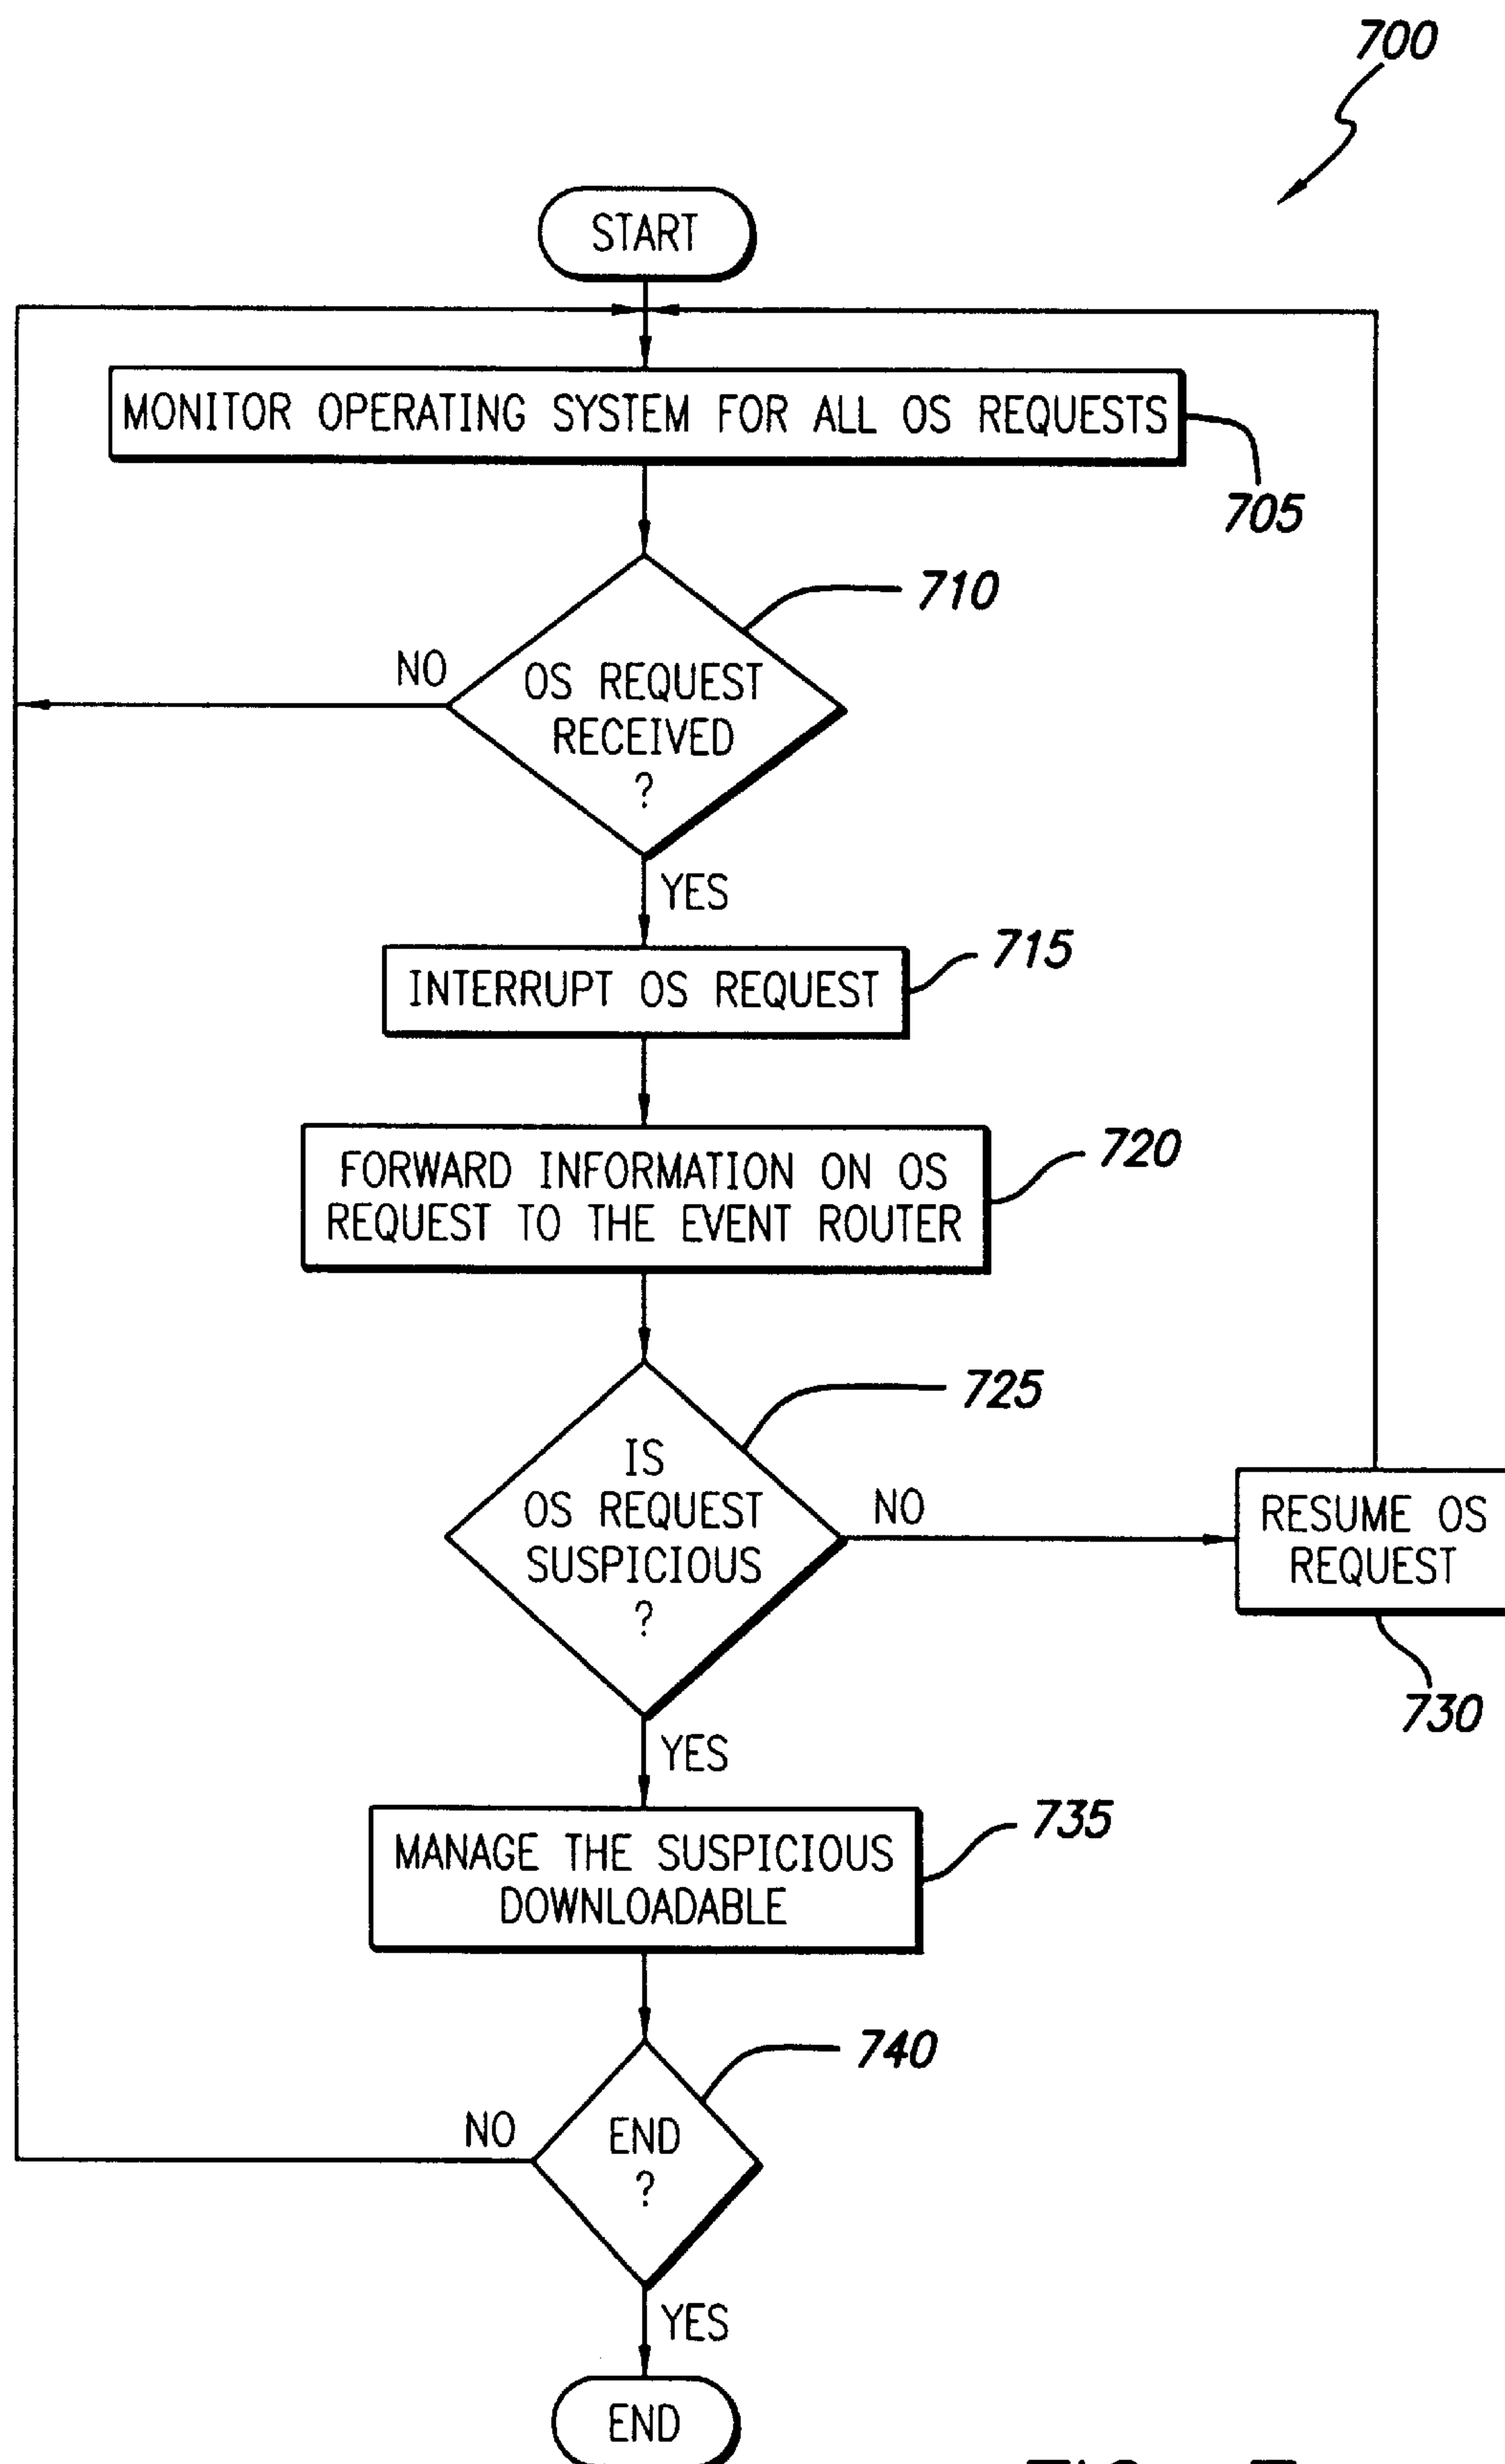 700
START
MONITOR OPERATING SYSTEM FOR ALL OS REQUESTS
705
710
NO
OS REQUEST
RECEIVED
?
YES
715
INTERRUPT OS REQUEST
720
FORWARD INFORMATION ON OS
REQUEST TO THE EVENT ROUTER
725
IS
OS REQUEST
SUSPICIOUS
?
NO
RESUME OS
REQUEST
730
YES
735
MANAGE THE SUSPICIOUS
DOWNLOADABLE
740
NO
END
?
YES
END